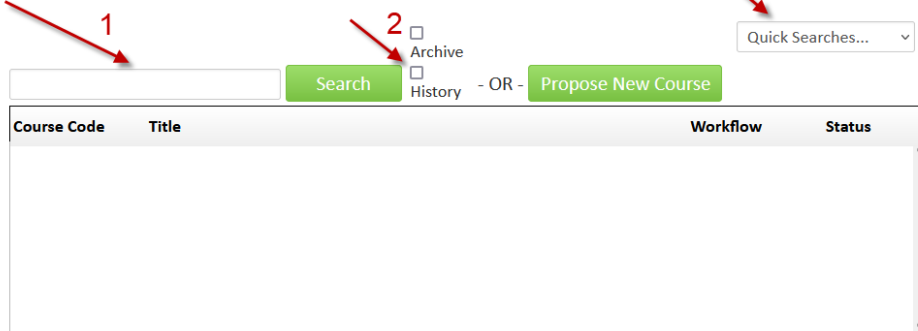 1
2
Archive
Quick Searches...
Search
History
- OR -
Propose New Course
Course Code Title Workflow Status